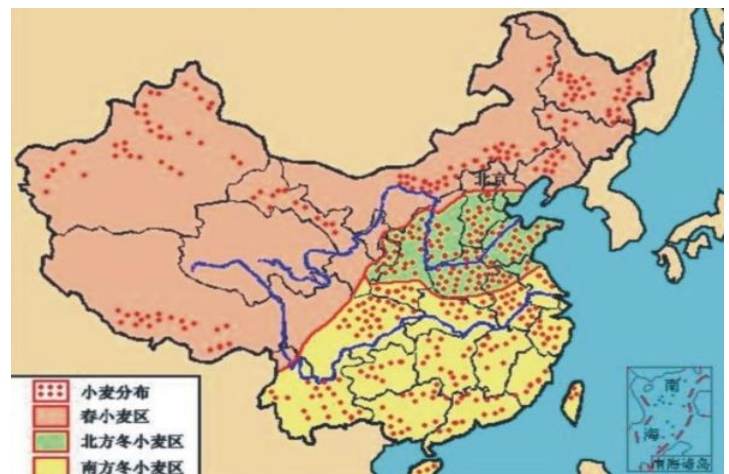 北京
小麦分布
春小麦区
北方冬小麦区
南方冬小麦区
南
海
南海诸岛